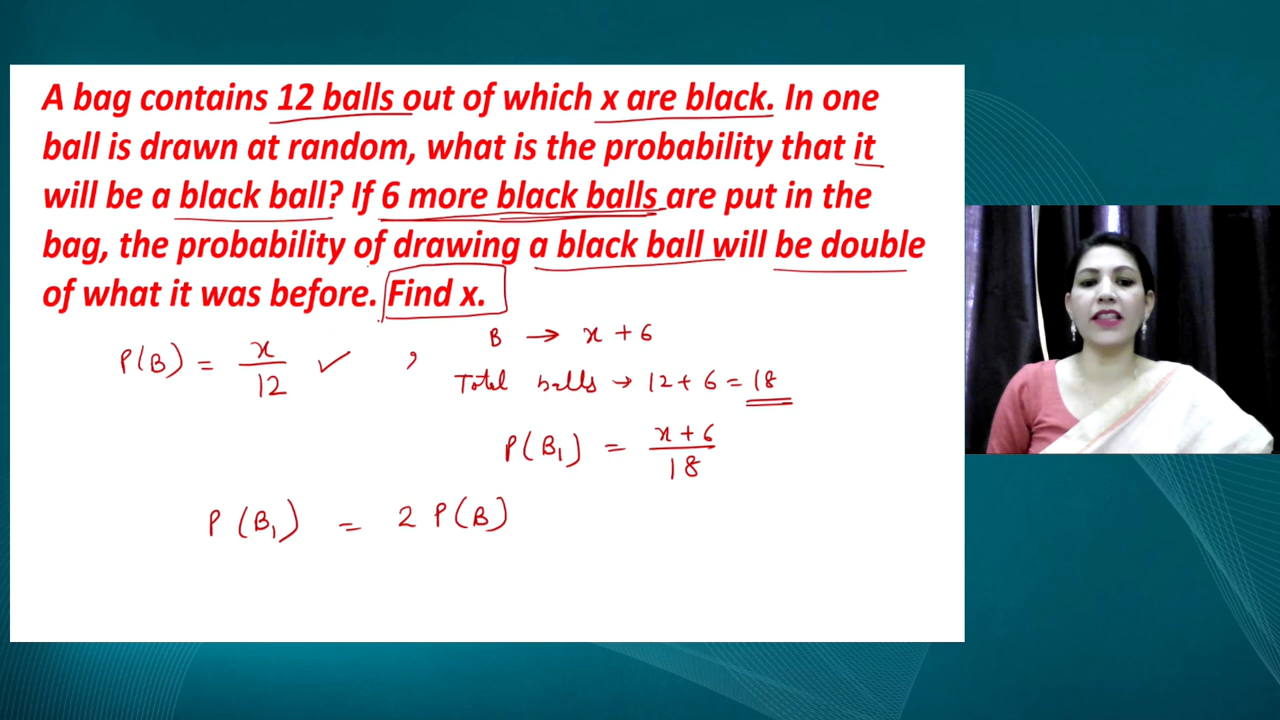 A bag contains 12 balls out of which x are black. In one
ball is drawn at random, what is the probability that it
will be a black ball? If 6 more black balls are put in the
bag, the probability of drawing a black ball will be double
of what it was before. Find x.
P(B) = x/12 ✓ , B → x + 6
Total balls → 12 + 6 = 18
P(B₁) = x + 6/18
P(B₁) = 2 P(B)